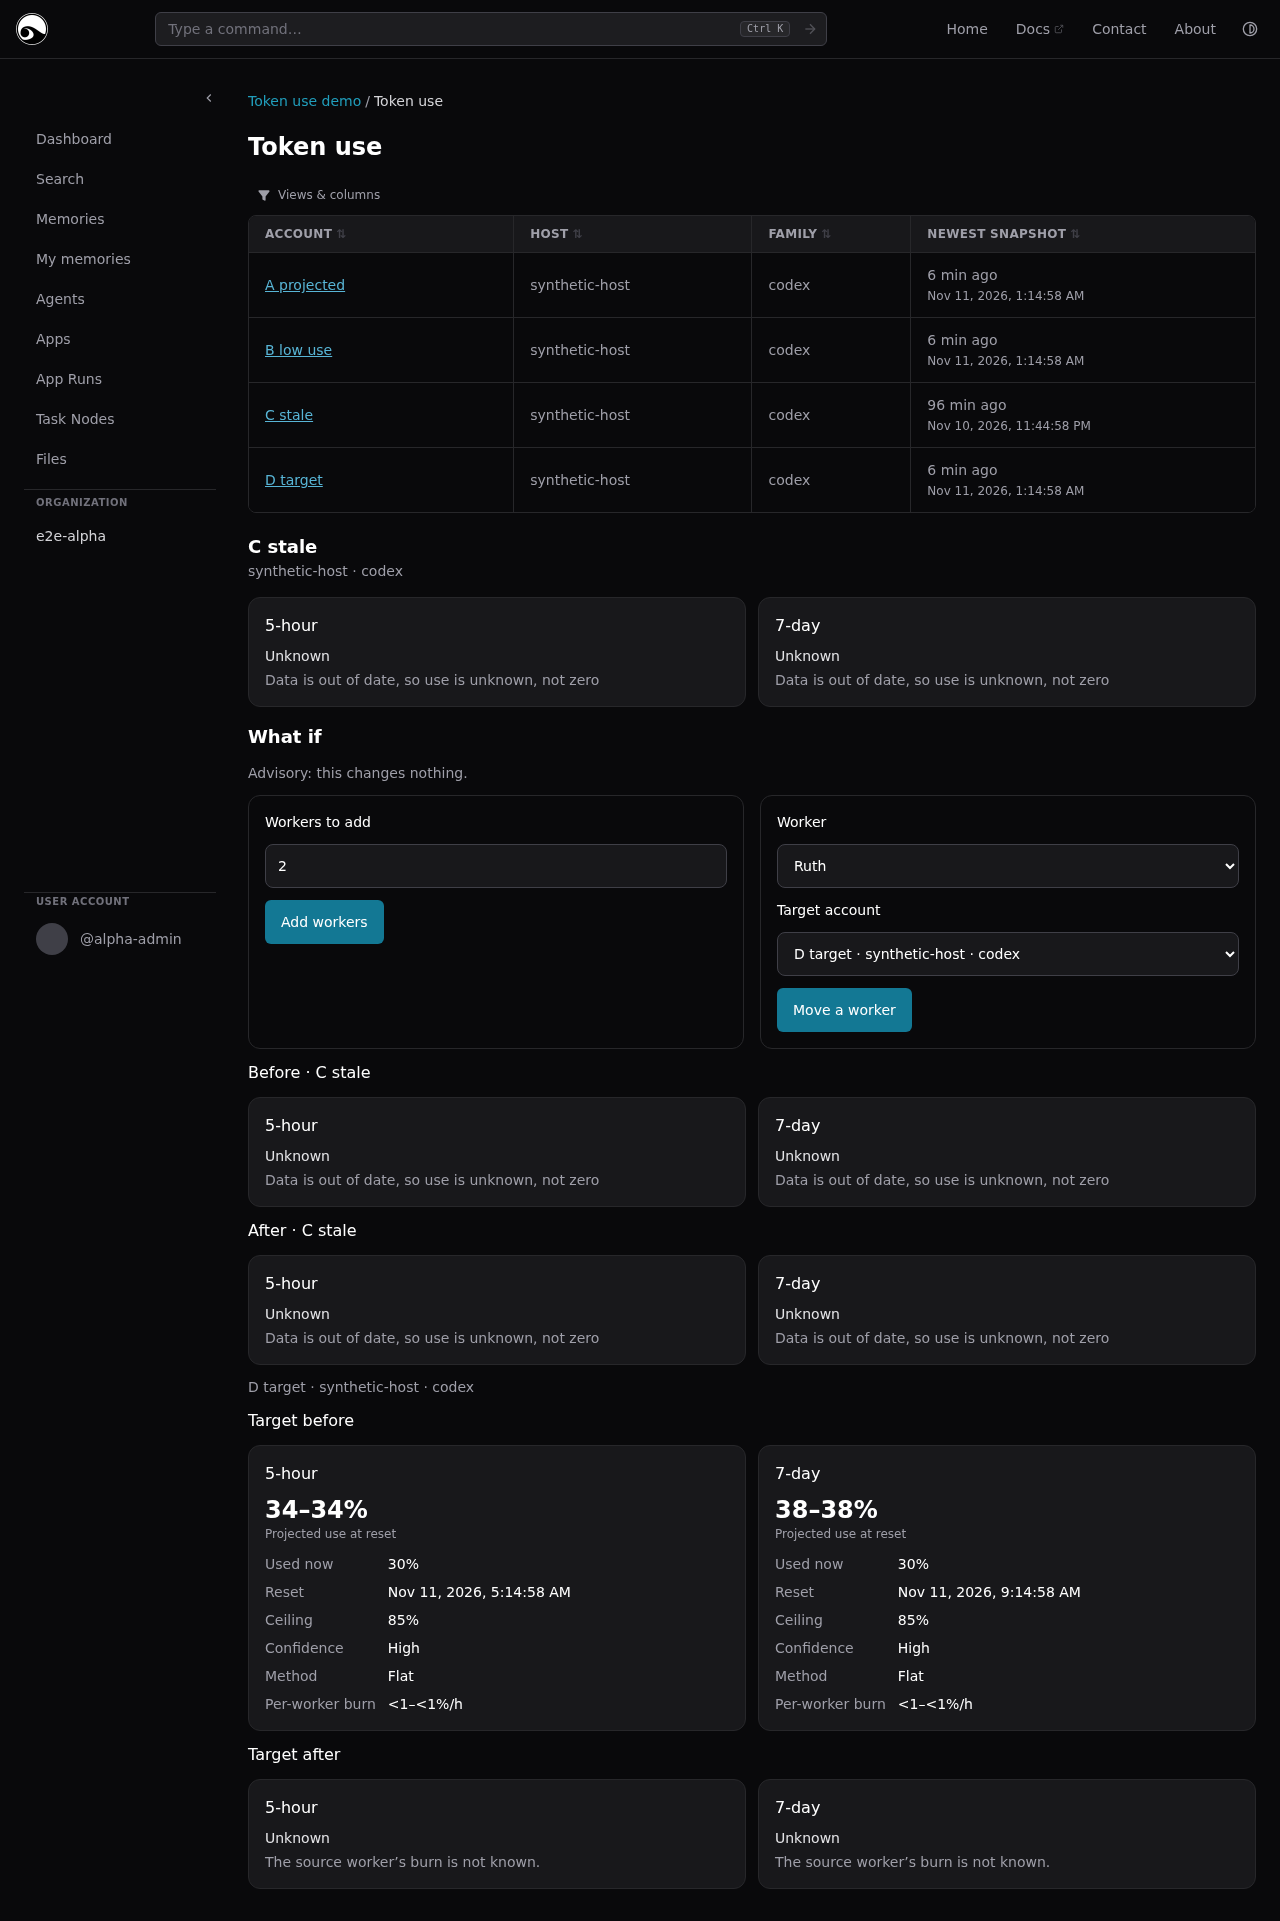 Type a command...
Ctrl K
Home
Docs
Contact
About
Token use demo / Token use
Token use
Dashboard
Search
Memories
My memories
Agents
Apps
App Runs
Task Nodes
Files
ORGANIZATION
e2e-alpha
USER ACCOUNT
@alpha-admin
Views & columns
ACCOUNT HOST FAMILY NEWEST SNAPSHOT
A projected synthetic-host codex 6 min ago
Nov 11, 2026, 1:14:58 AM
B low use synthetic-host codex 6 min ago
Nov 11, 2026, 1:14:58 AM
C stale synthetic-host codex 96 min ago
Nov 10, 2026, 11:44:58 PM
D target synthetic-host codex 6 min ago
Nov 11, 2026, 1:14:58 AM
C stale
synthetic-host · codex
5-hour
Unknown
Data is out of date, so use is unknown, not zero
7-day
Unknown
Data is out of date, so use is unknown, not zero
What if
Advisory: this changes nothing.
Workers to add
2
Add workers
Worker
Ruth
Target account
D target · synthetic-host · codex
Move a worker
Before · C stale
5-hour
Unknown
Data is out of date, so use is unknown, not zero
7-day
Unknown
Data is out of date, so use is unknown, not zero
After · C stale
5-hour
Unknown
Data is out of date, so use is unknown, not zero
7-day
Unknown
Data is out of date, so use is unknown, not zero
D target · synthetic-host · codex
Target before
5-hour
34–34%
Projected use at reset
Used now 30%
Reset Nov 11, 2026, 5:14:58 AM
Ceiling 85%
Confidence High
Method Flat
Per-worker burn <1–<1%/h
7-day
38–38%
Projected use at reset
Used now 30%
Reset Nov 11, 2026, 9:14:58 AM
Ceiling 85%
Confidence High
Method Flat
Per-worker burn <1–<1%/h
Target after
5-hour
Unknown
The source worker’s burn is not known.
7-day
Unknown
The source worker’s burn is not known.